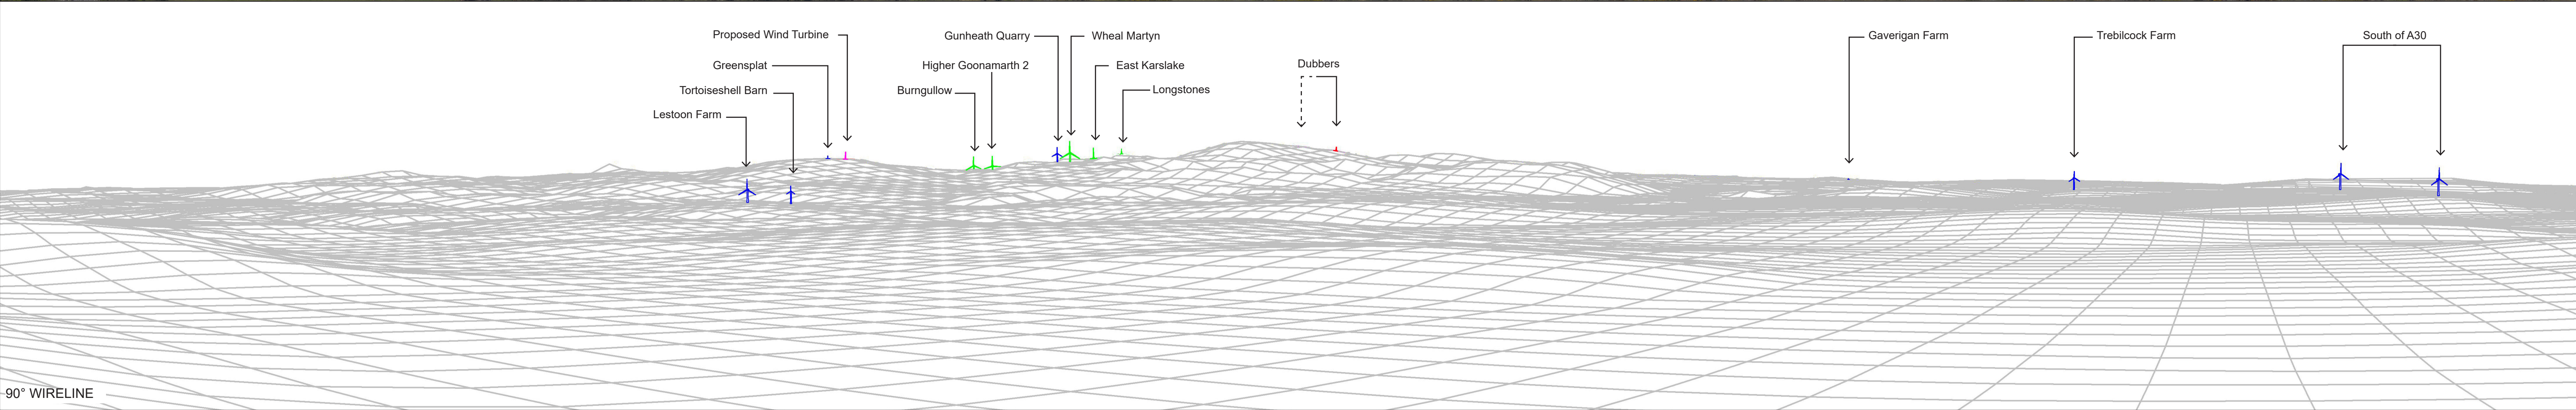 Proposed Wind Turbine
Greensplat
Tortoiseshell Barn
Lestoon Farm
Gunheath Quarry
Higher Goonamarth 2
Burngullow
Wheal Martyn
East Karslake
Longstones
Dubbers
Gaverigan Farm
Trebilcock Farm
South of A30
90° WIRELINE